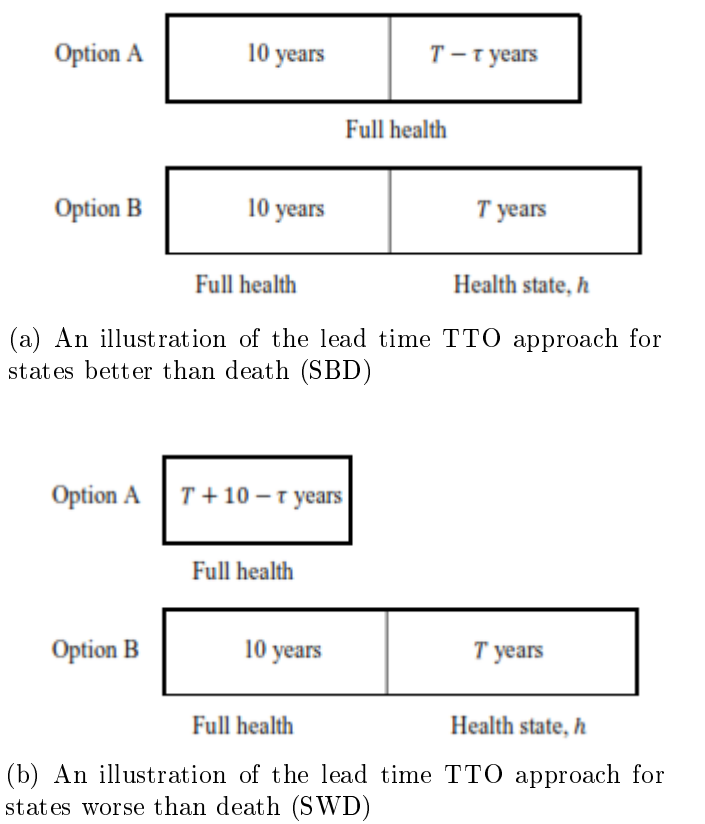 Option A 10 years T − τ years
Full health
Option B 10 years T years
Full health Health state, h
(a) An illustration of the lead time TTO approach for
states better than death (SBD)
Option A T + 10 − τ years
Full health
Option B 10 years T years
Full health Health state, h
(b) An illustration of the lead time TTO approach for
states worse than death (SWD)